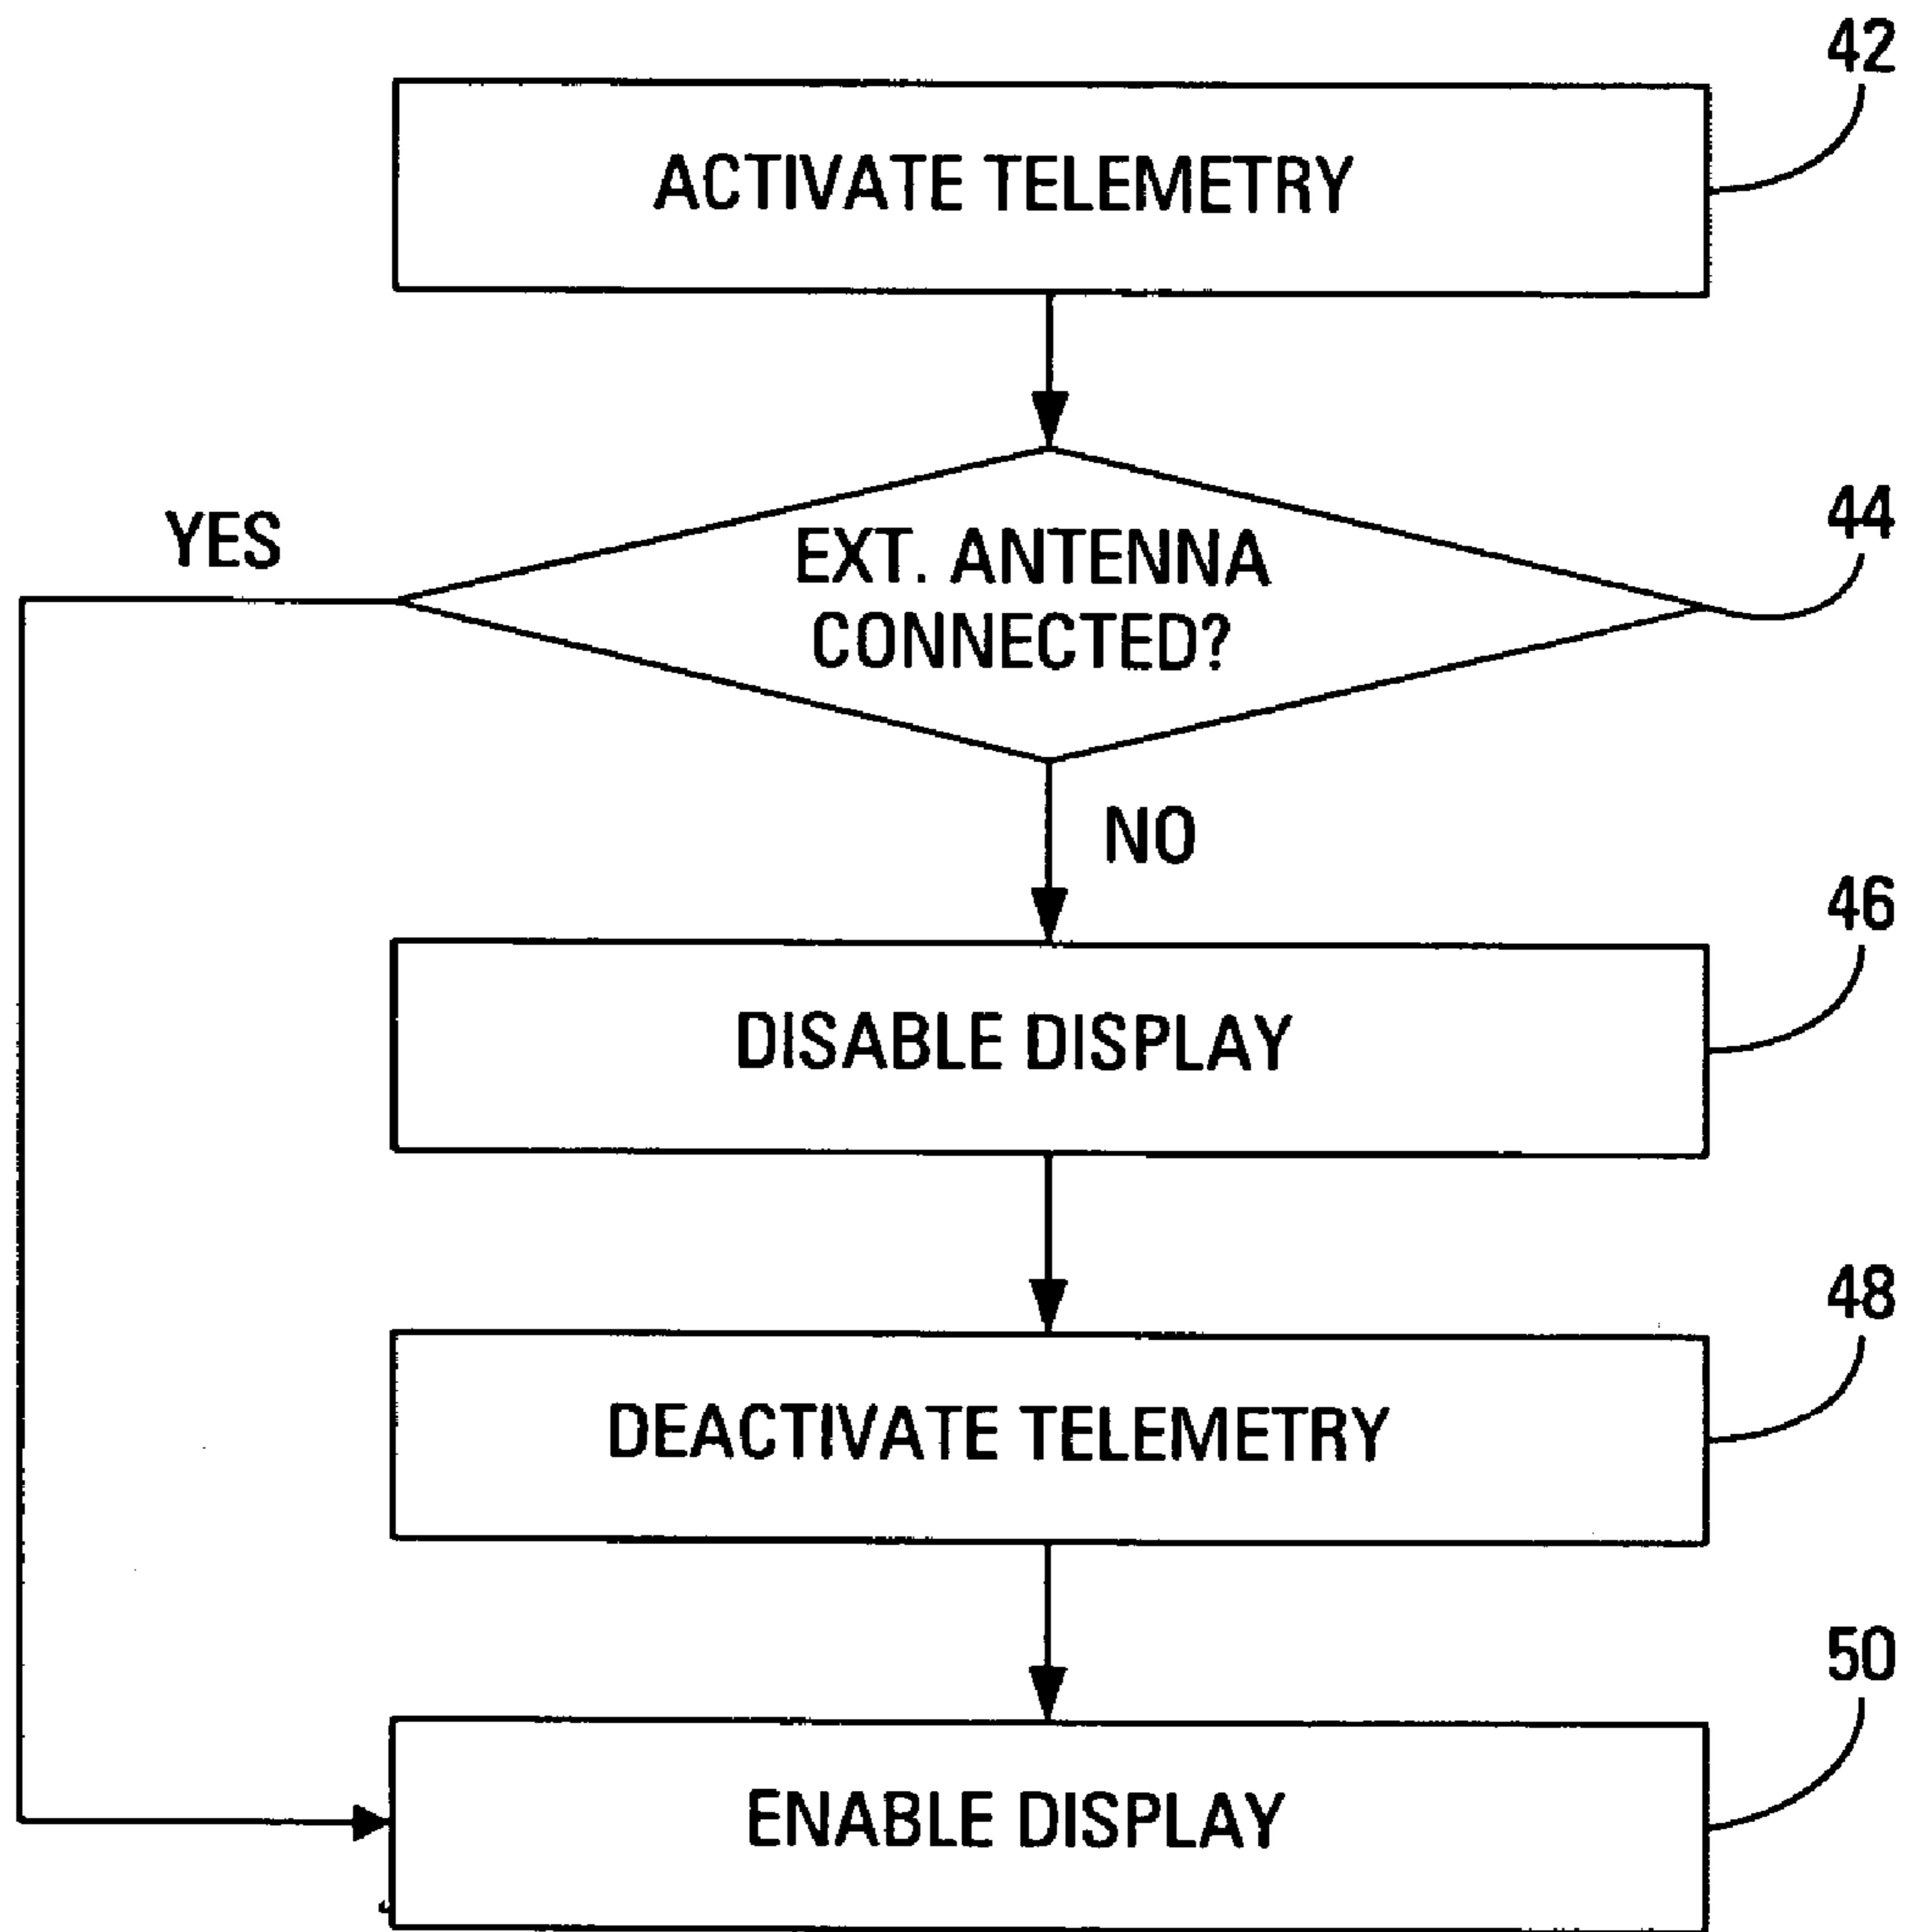 42
ACTIVATE TELEMETRY
YES
EXT. ANTENNA
CONNECTED?
44
NO
46
DISABLE DISPLAY
48
DEACTIVATE TELEMETRY
50
ENABLE DISPLAY